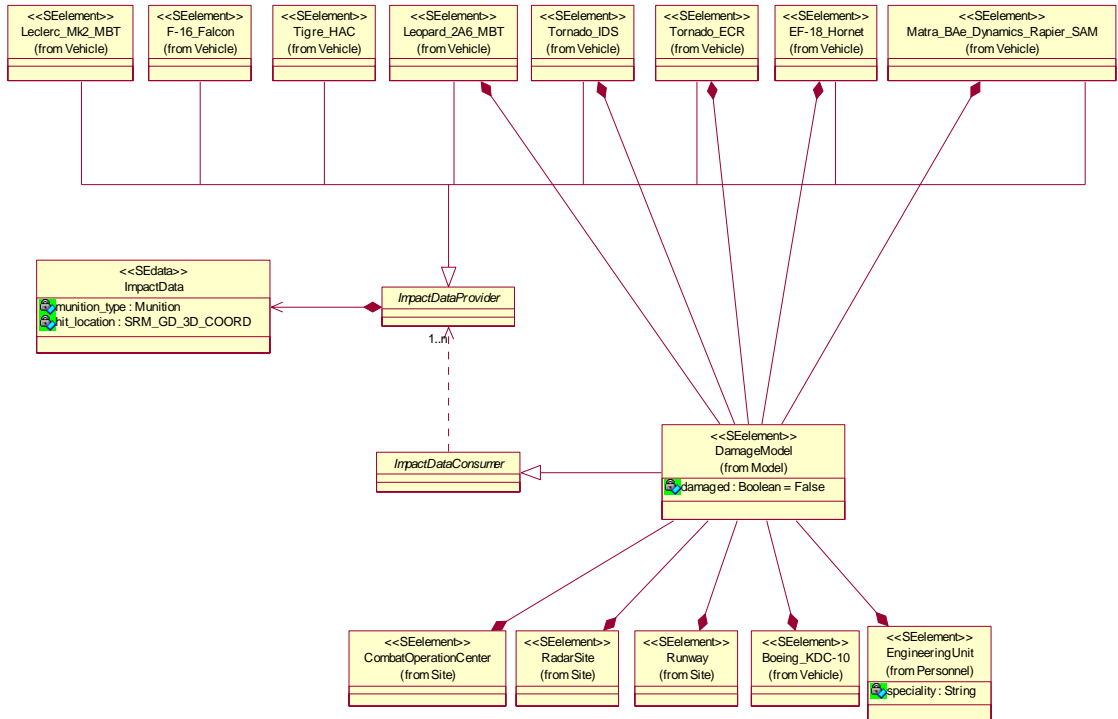 <<SEelement>>
Leclerc_Mk2_MBT
(from Vehicle)
<<SEelement>>
F-16_Falcon
(from Vehicle)
<<SEelement>>
Tigre_HAC
(from Vehicle)
<<SEelement>>
Leopard_2A6_MBT
(from Vehicle)
<<SEelement>>
Tornado_IDS
(from Vehicle)
<<SEelement>>
Tornado_ECR
(from Vehicle)
<<SEelement>>
EF-18_Hornet
(from Vehicle)
<<SEelement>>
Matra_BAe_Dynamics_Rapier_SAM
(from Vehicle)
<<SEdata>>
ImpactData
munition_type : Munition
hit_location : SRM_GD_3D_COORD
ImpactDataProvider
1..n
ImpactDataConsumer
<<SEelement>>
DamageModel
(from Model)
damaged : Boolean = False
<<SEelement>>
CombatOperationCenter
(from Site)
<<SEelement>>
RadarSite
(from Site)
<<SEelement>>
Runway
(from Site)
<<SEelement>>
Boeing_KDC-10
(from Vehicle)
<<SEelement>>
EngineeringUnit
(from Personnel)
speciality : String